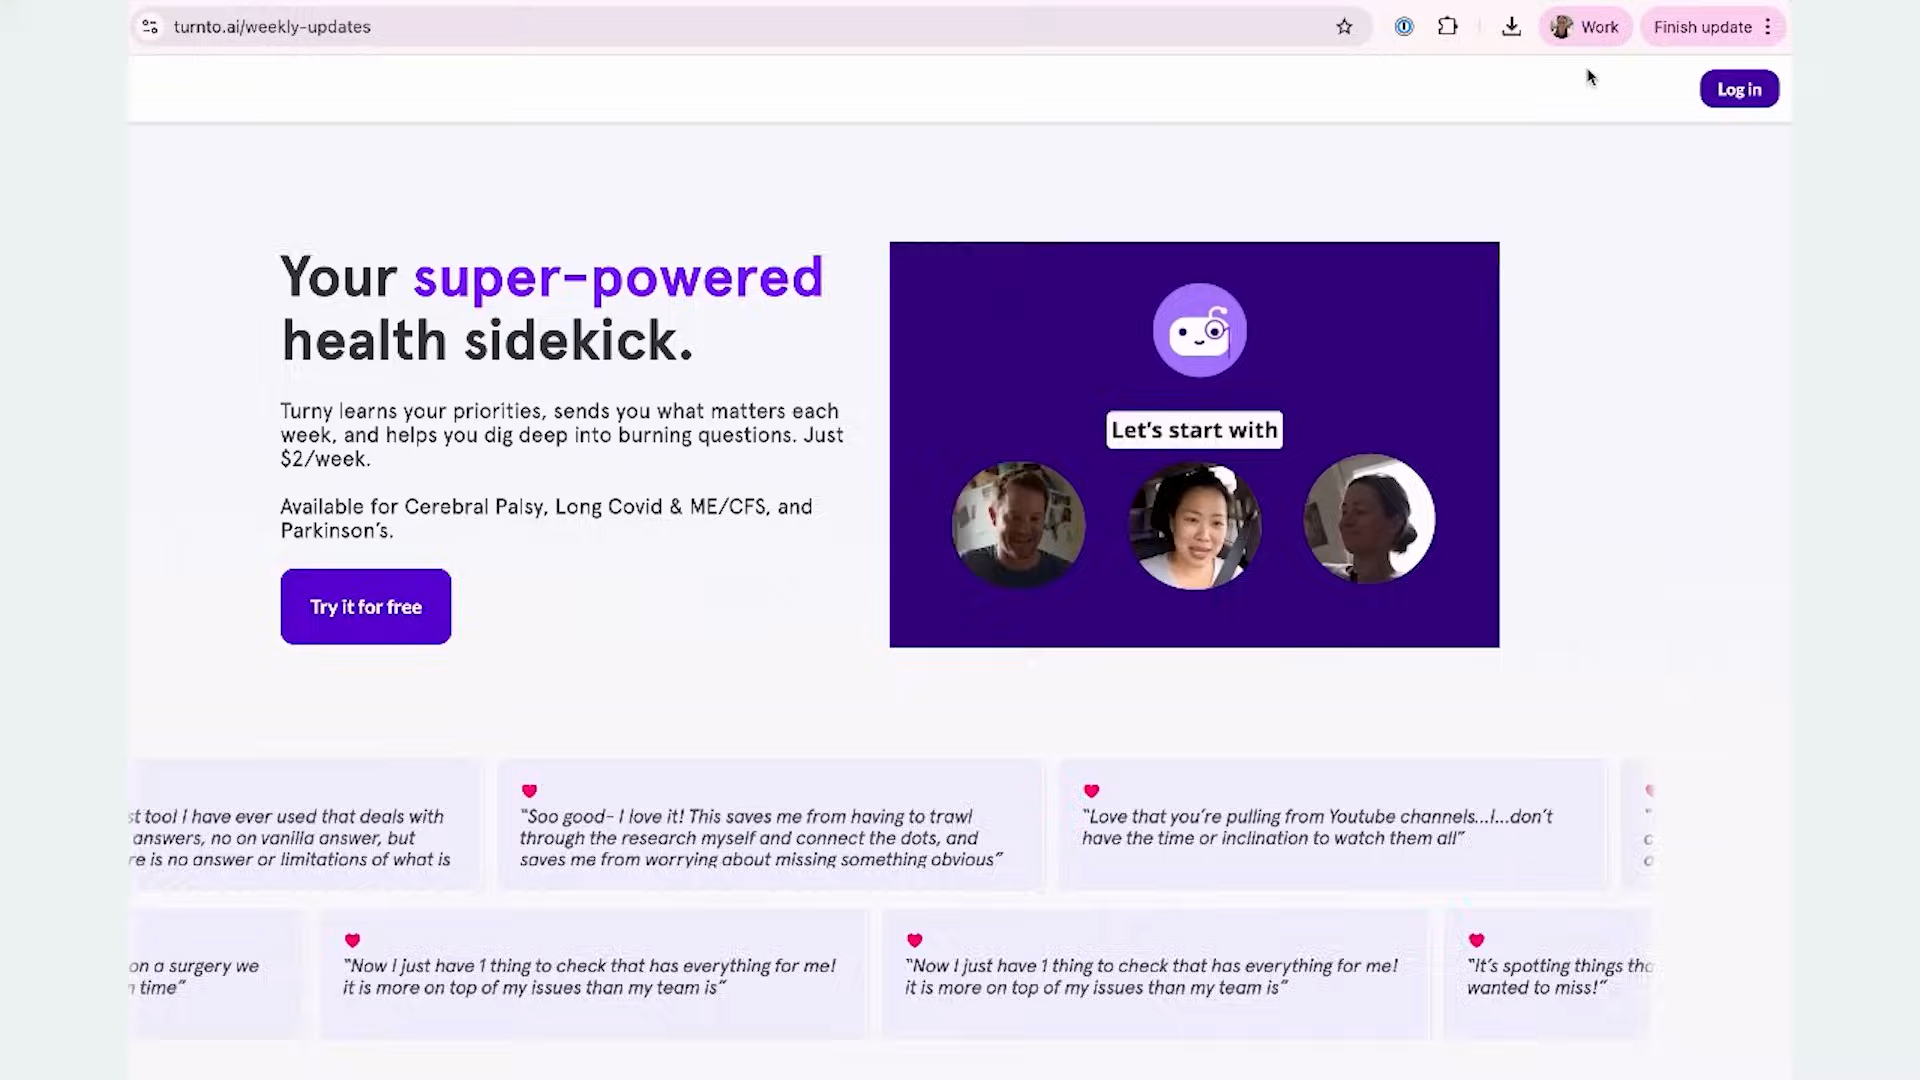 turnto.ai/weekly-updates
Work
Finish update
Log in
Your super-powered
health sidekick.
Turny learns your priorities, sends you what matters each
week, and helps you dig deep into burning questions. Just
$2/week.
Available for Cerebral Palsy, Long Covid & ME/CFS, and
Parkinson's.
Try it for free
Let's start with
st tool I have ever used that deals with
answers, no on vanilla answer, but
re is no answer or limitations of what is
"Soo good- I love it! This saves me from having to trawl
through the research myself and connect the dots, and
saves me from worrying about missing something obvious"
"Love that you're pulling from Youtube channels...I...don't
have the time or inclination to watch them all"
on a surgery we
time"
"Now I just have 1 thing to check that has everything for me!
it is more on top of my issues than my team is"
"Now I just have 1 thing to check that has everything for me!
it is more on top of my issues than my team is"
"It's spotting things tha
wanted to miss!"